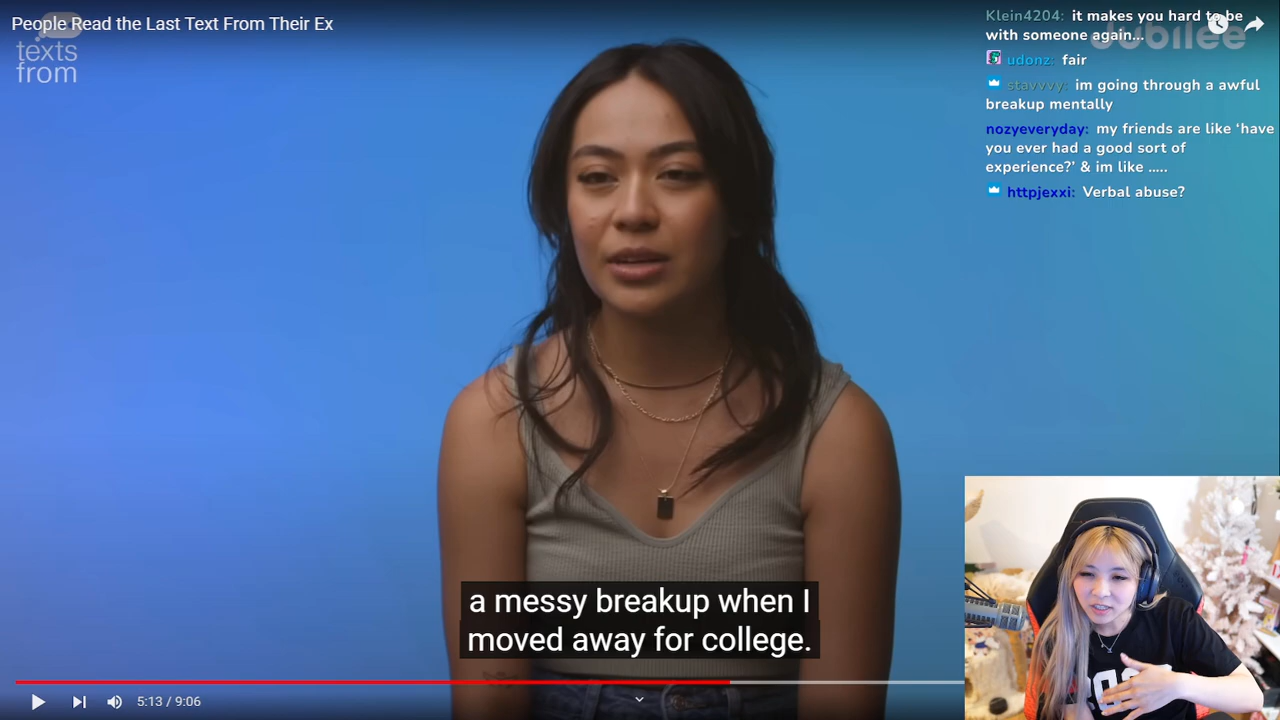 People Read the Last Text From Their Ex
texts
from
Jubilee
Klein4204: it makes you hard to be
with someone again...
udonz: fair
stavvvy: im going through a awful
breakup mentally
nozyeveryday: my friends are like ‘have
you ever had a good sort of
experience?’ & im like .....
httpjexxi: Verbal abuse?
a messy breakup when I
moved away for college.
5:13 / 9:06